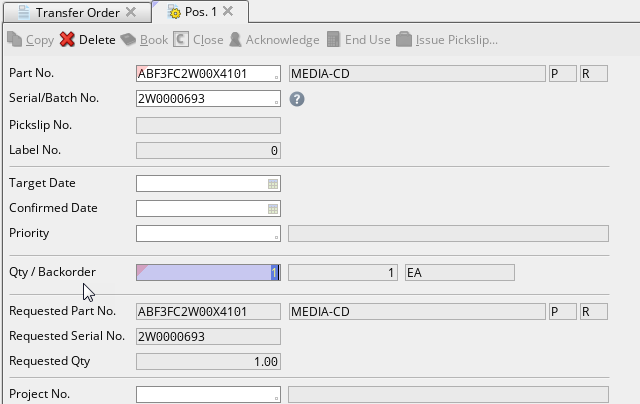 Transfer Order Pos. 1
Copy Delete Book Close Acknowledge End Use Issue Pickslip...
Part No. ABF3FC2W00X4101 MEDIA-CD P R
Serial/Batch No. 2W0000693
Pickslip No.
Label No. 0
Target Date
Confirmed Date
Priority
Qty / Backorder 1 1 EA
Requested Part No. ABF3FC2W00X4101 MEDIA-CD P R
Requested Serial No. 2W0000693
Requested Qty 1.00
Project No.